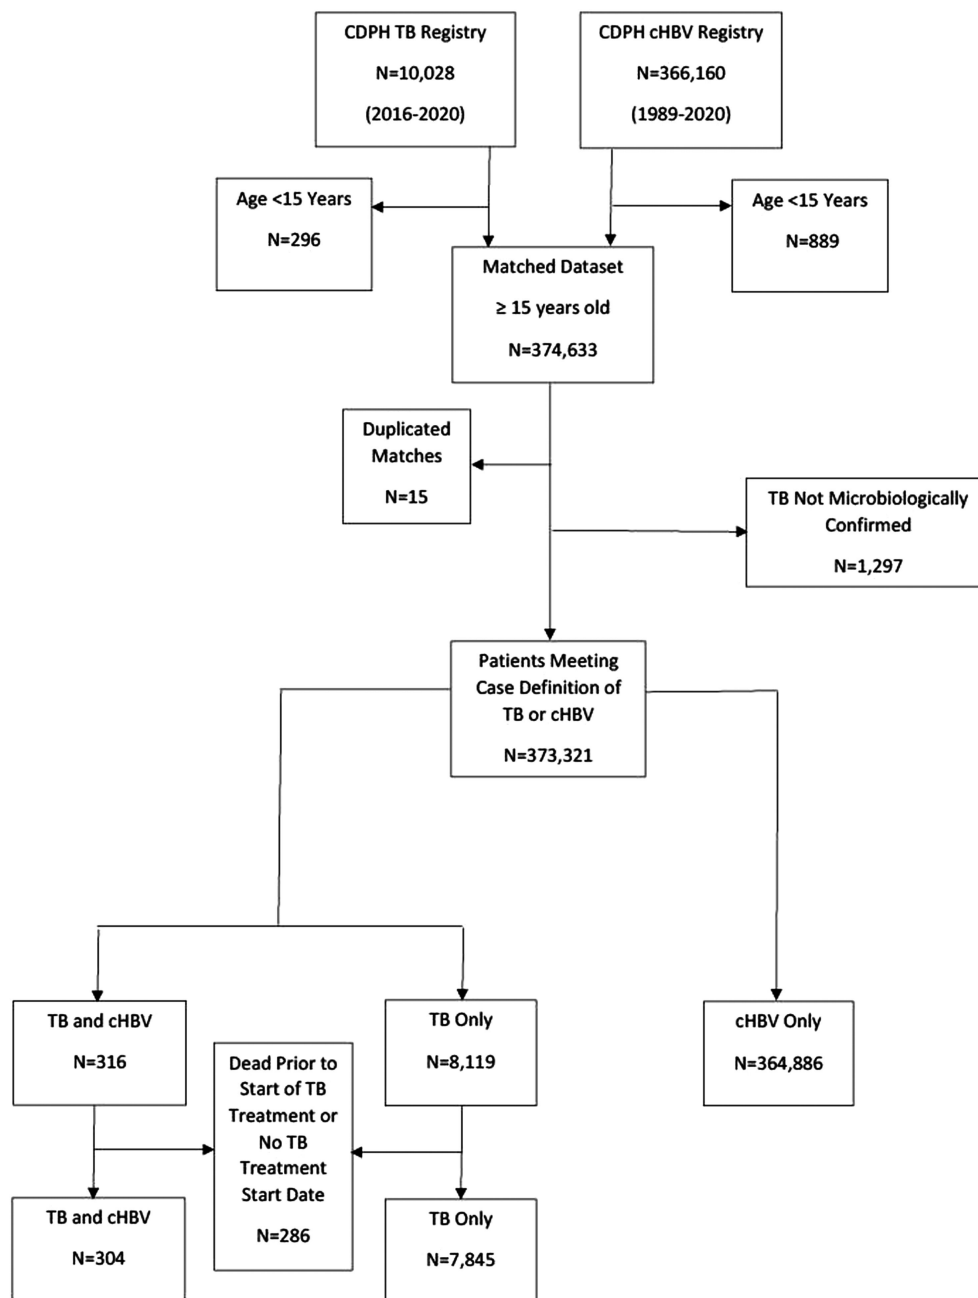 CDPH TB Registry
N=10,028
(2016-2020)
CDPH cHBV Registry
N=366,160
(1989-2020)
Age <15 Years
N=296
Age <15 Years
N=889
Matched Dataset
≥ 15 years old
N=374,633
Duplicated
Matches
N=15
TB Not Microbiologically
Confirmed
N=1,297
Patients Meeting
Case Definition of
TB or cHBV
N=373,321
TB and cHBV
N=316
TB Only
N=8,119
cHBV Only
N=364,886
Dead Prior to
Start of TB
Treatment or
No TB
Treatment
Start Date
N=286
TB and cHBV
N=304
TB Only
N=7,845